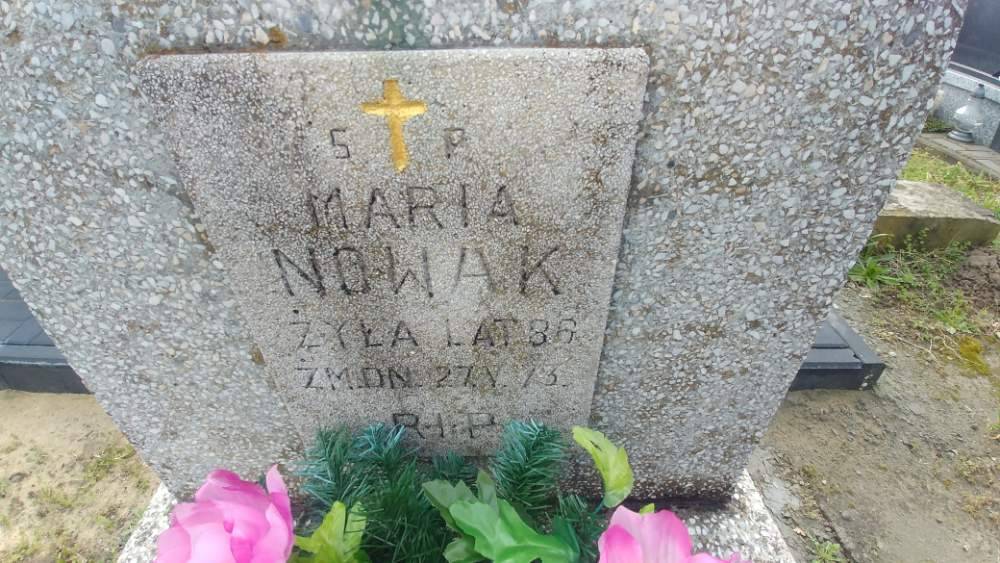 S P
MARIA
NOWAK
ŻYŁA LAT 86
ZM. DN. 27.V.73.
R.I.P